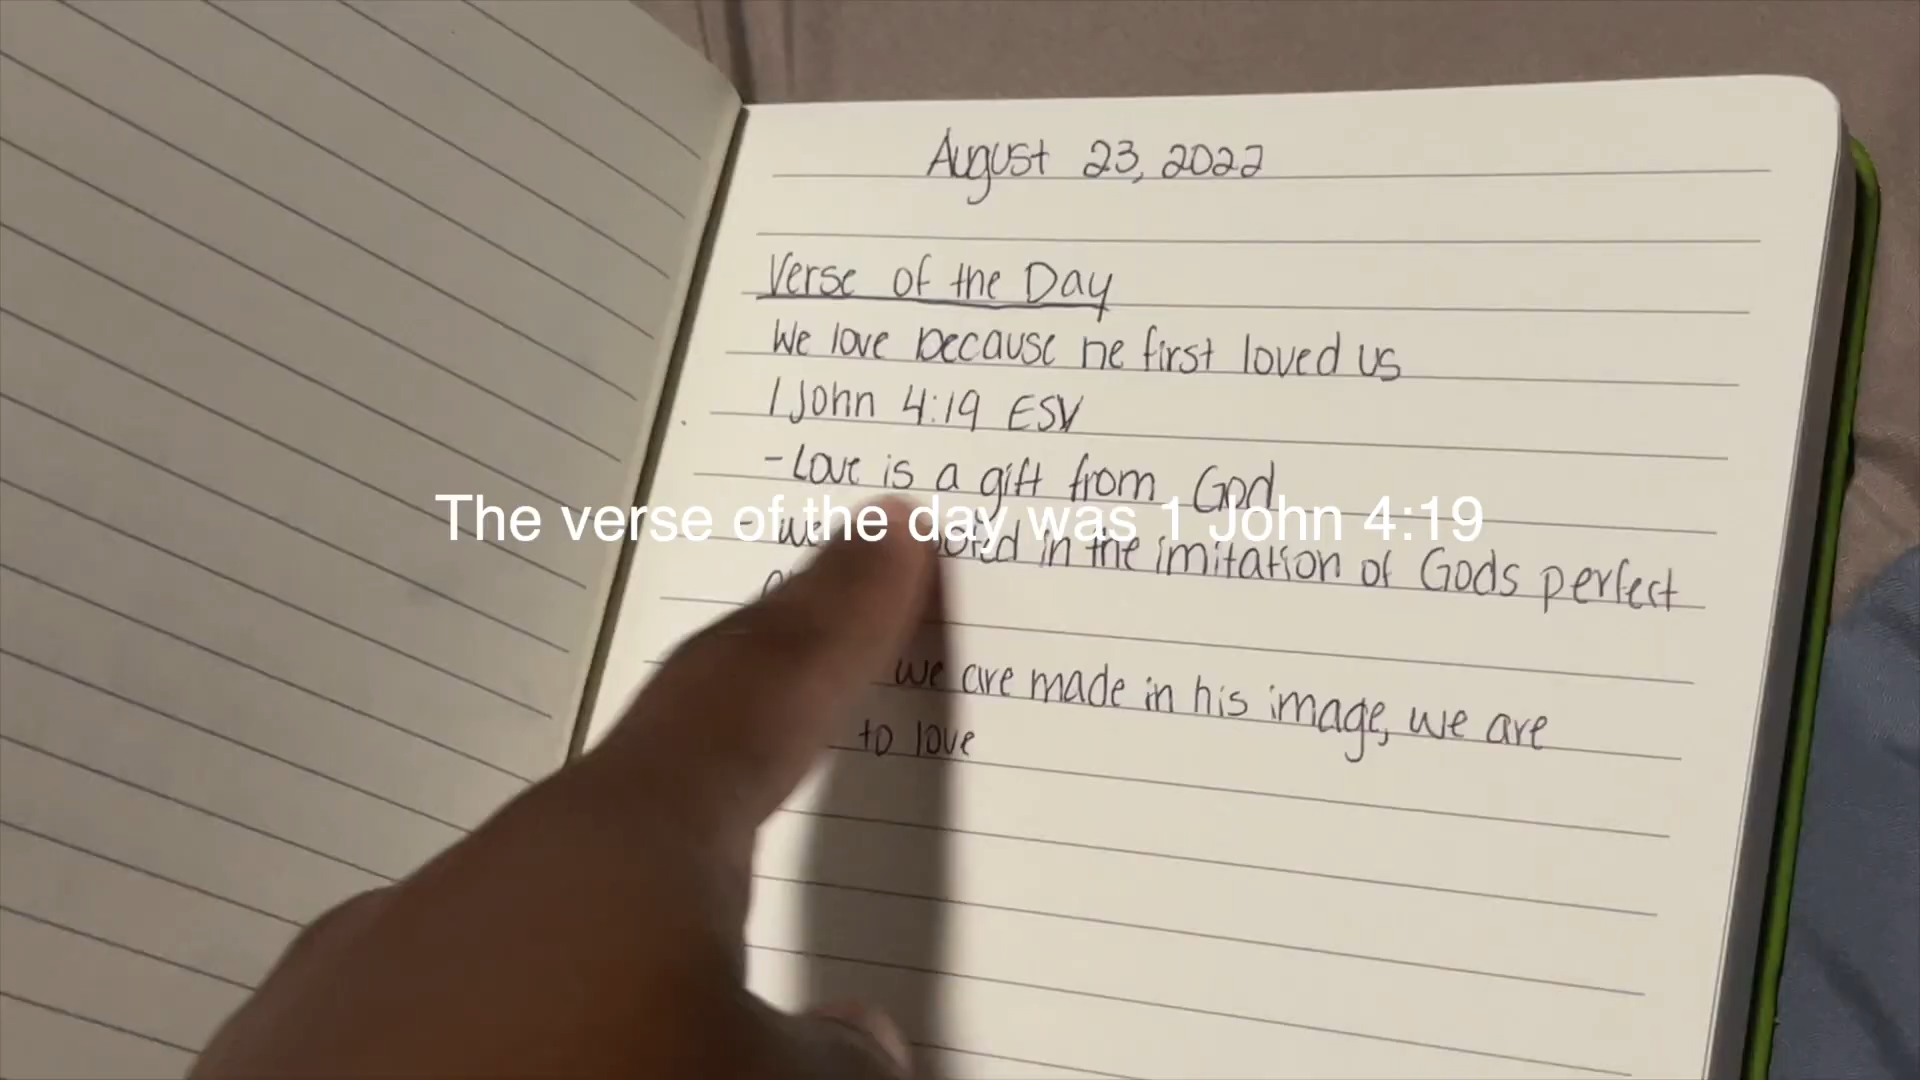 August 23, 2022
Verse of the Day
We love because he first loved us
1 John 4:19 ESV
- Love is a gift from God
The verse of the day was 1 John 4:19
- we in the imitation of Gods perfect
we are made in his image, we are
to love